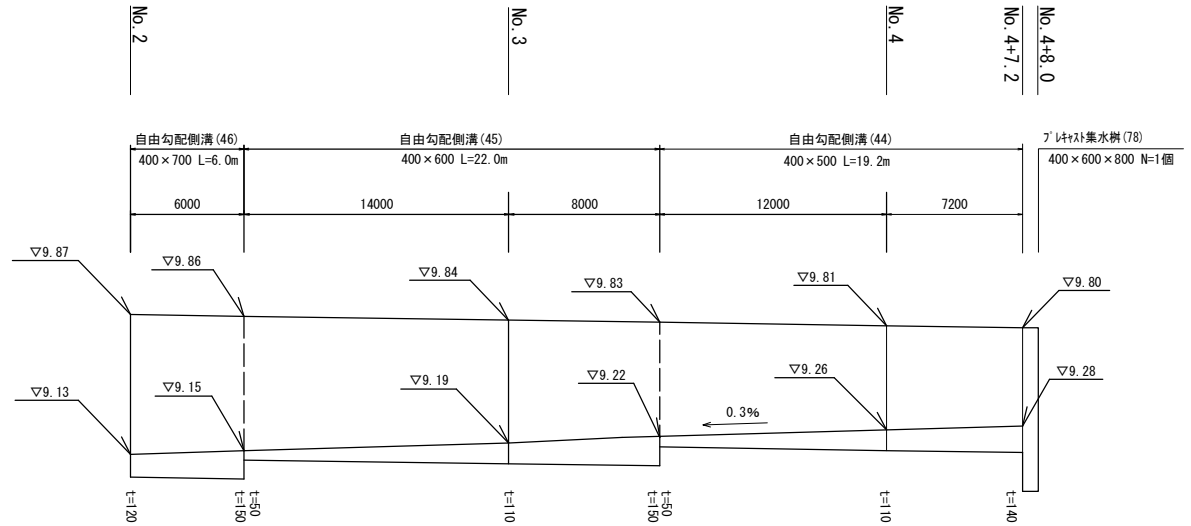 No.2
No.3
No.4
No.4+7.2
No.4+8.0
自由勾配側溝(46)
400×700 L=6.0m
自由勾配側溝(45)
400×600 L=22.0m
自由勾配側溝(44)
400×500 L=19.2m
プレキャスト集水桝(78)
400×600×800 N=1個
6000
14000
8000
12000
7200
▽9.87
▽9.86
▽9.84
▽9.83
▽9.81
▽9.80
▽9.13
▽9.15
▽9.19
▽9.22
0.3%
▽9.26
▽9.28
t=120
t=150
t=50
t=110
t=150
t=50
t=110
t=140